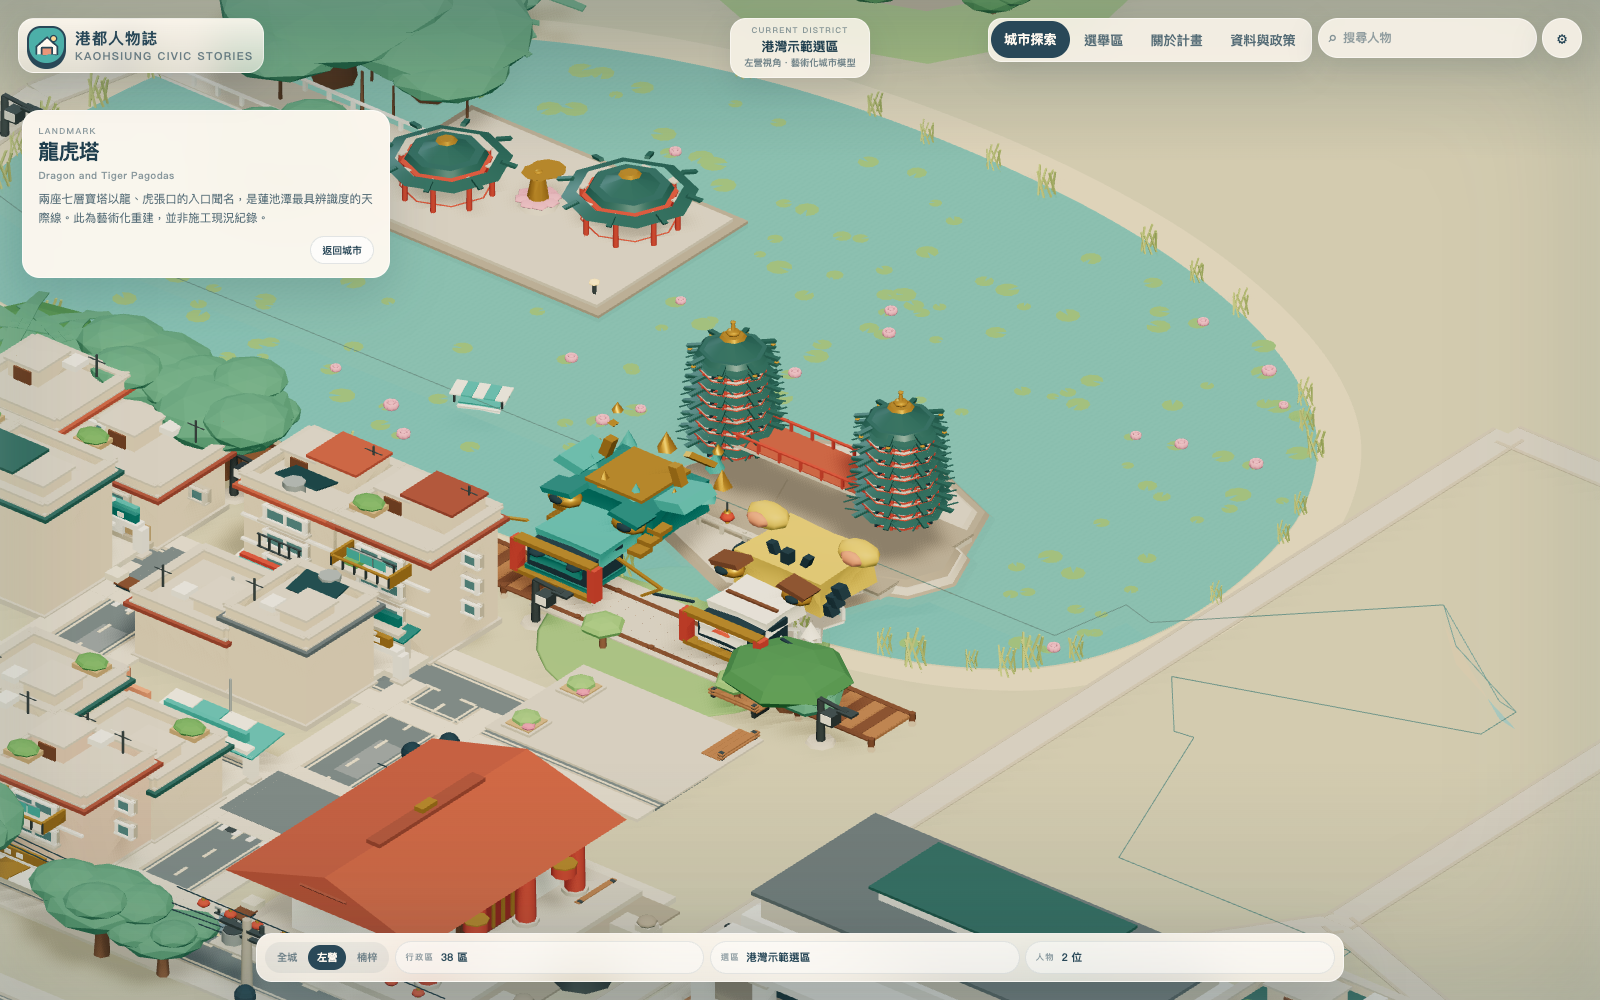 港都人物誌
KAOHSIUNG CIVIC STORIES
CURRENT DISTRICT
港灣示範選區
左營視角・藝術化城市模型
城市探索
選舉區
關於計畫
資料與政策
搜尋人物
LANDMARK
龍虎塔
Dragon and Tiger Pagodas
兩座七層寶塔以龍、虎張口的入口聞名，是蓮池潭最具辨識度的天
際線。此為藝術化重建，並非施工現況紀錄。
返回城市
全城
左營
楠梓
行政區 38 區
選區 港灣示範選區
人物 2 位